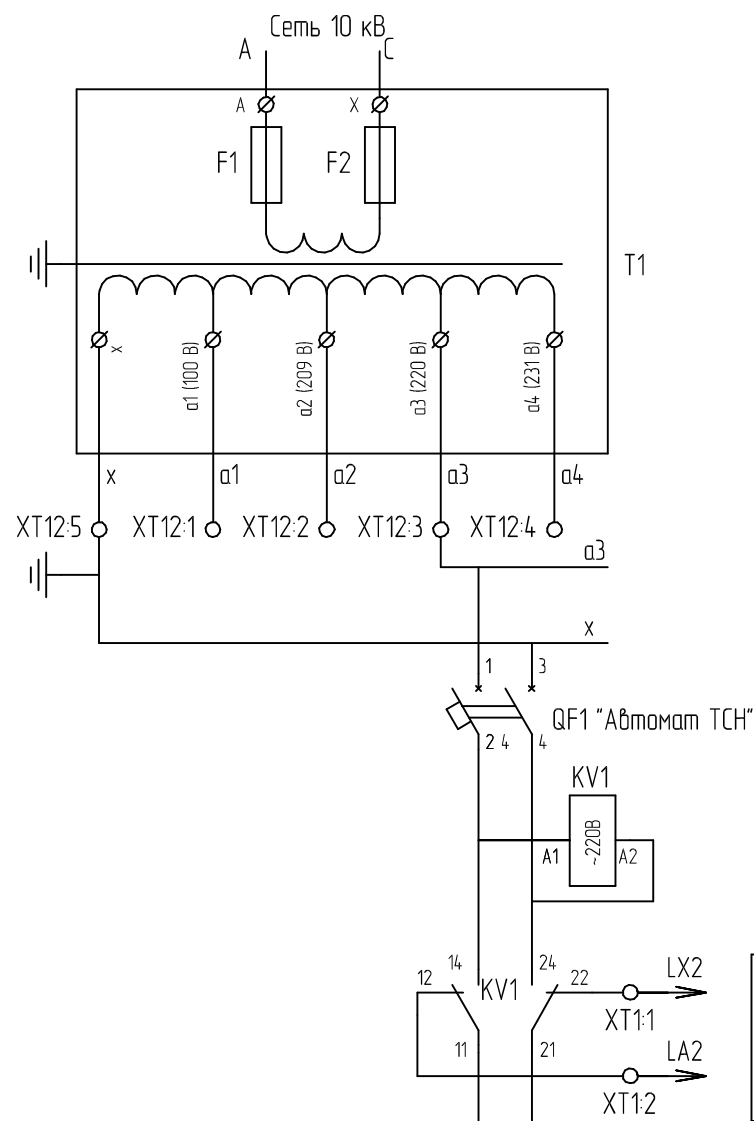 Сеть 10 кВ
A C
A X
F1 F2
T1
x a1 (100 В) a2 (209 В) a3 (220 В) a4 (231 В)
x a1 a2 a3 a4
XT12:5 XT12:1 XT12:2 XT12:3 XT12:4
a3
x
1 3
QF1 "Автомат ТСН"
2 4 4
KV1
~220В
A1 A2
14 24 LX2
12 KV1 22
XT1:1
11 21 LA2
XT1:2